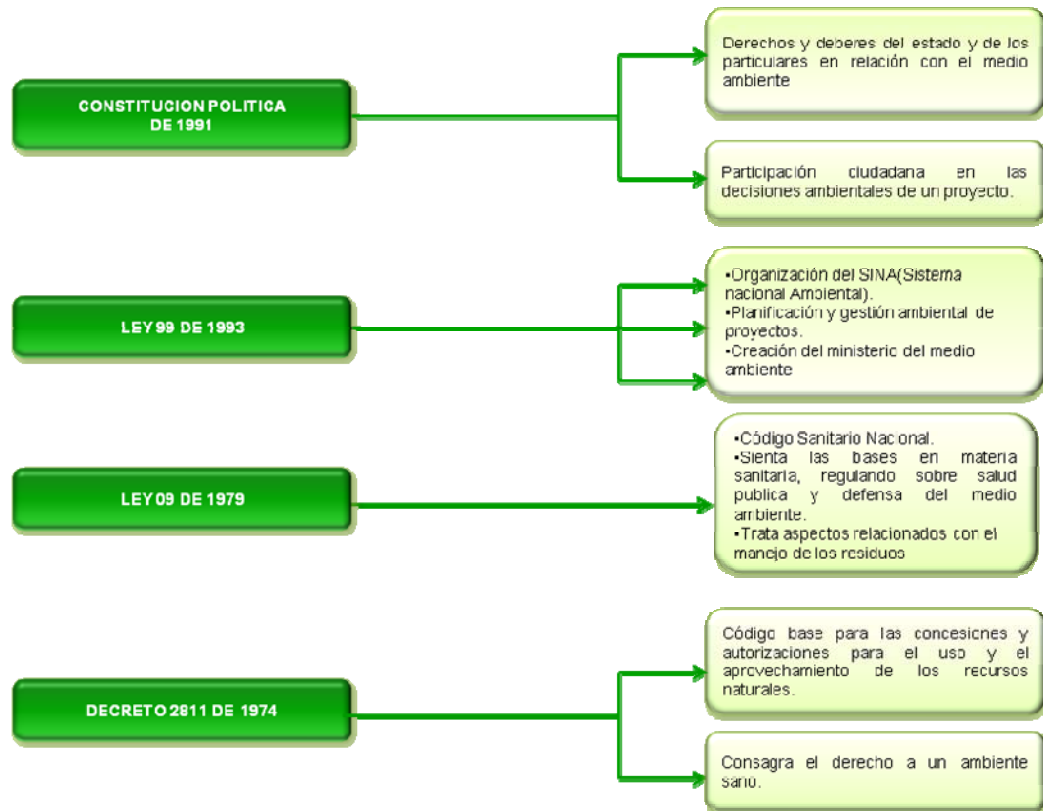 CONSTITUCION POLITICA
DE 1991
Derechos y deberes del estado y de los
particulares en relación con el medio
ambiente
Participación ciudadana en las
decisiones ambientales de un proyecto.
LEY 99 DE 1993
•Organización del SINA(Sistema
nacional Ambiental).
•Planificación y gestión ambiental de
proyectos.
•Creación del ministerio del medio
ambiente
LEY 09 DE 1979
•Código Sanitario Nacional.
•Sienta las bases en materia
sanitaria, regulando sobre salud
publica y defensa del medio
ambiente.
•Trata aspectos relacionados con el
manejo de los residuos
DECRETO 2811 DE 1974
Código base para las concesiones y
autorizaciones para el uso y el
aprovechamiento de los recursos
naturales.
Consagra el derecho a un ambiente
sano.